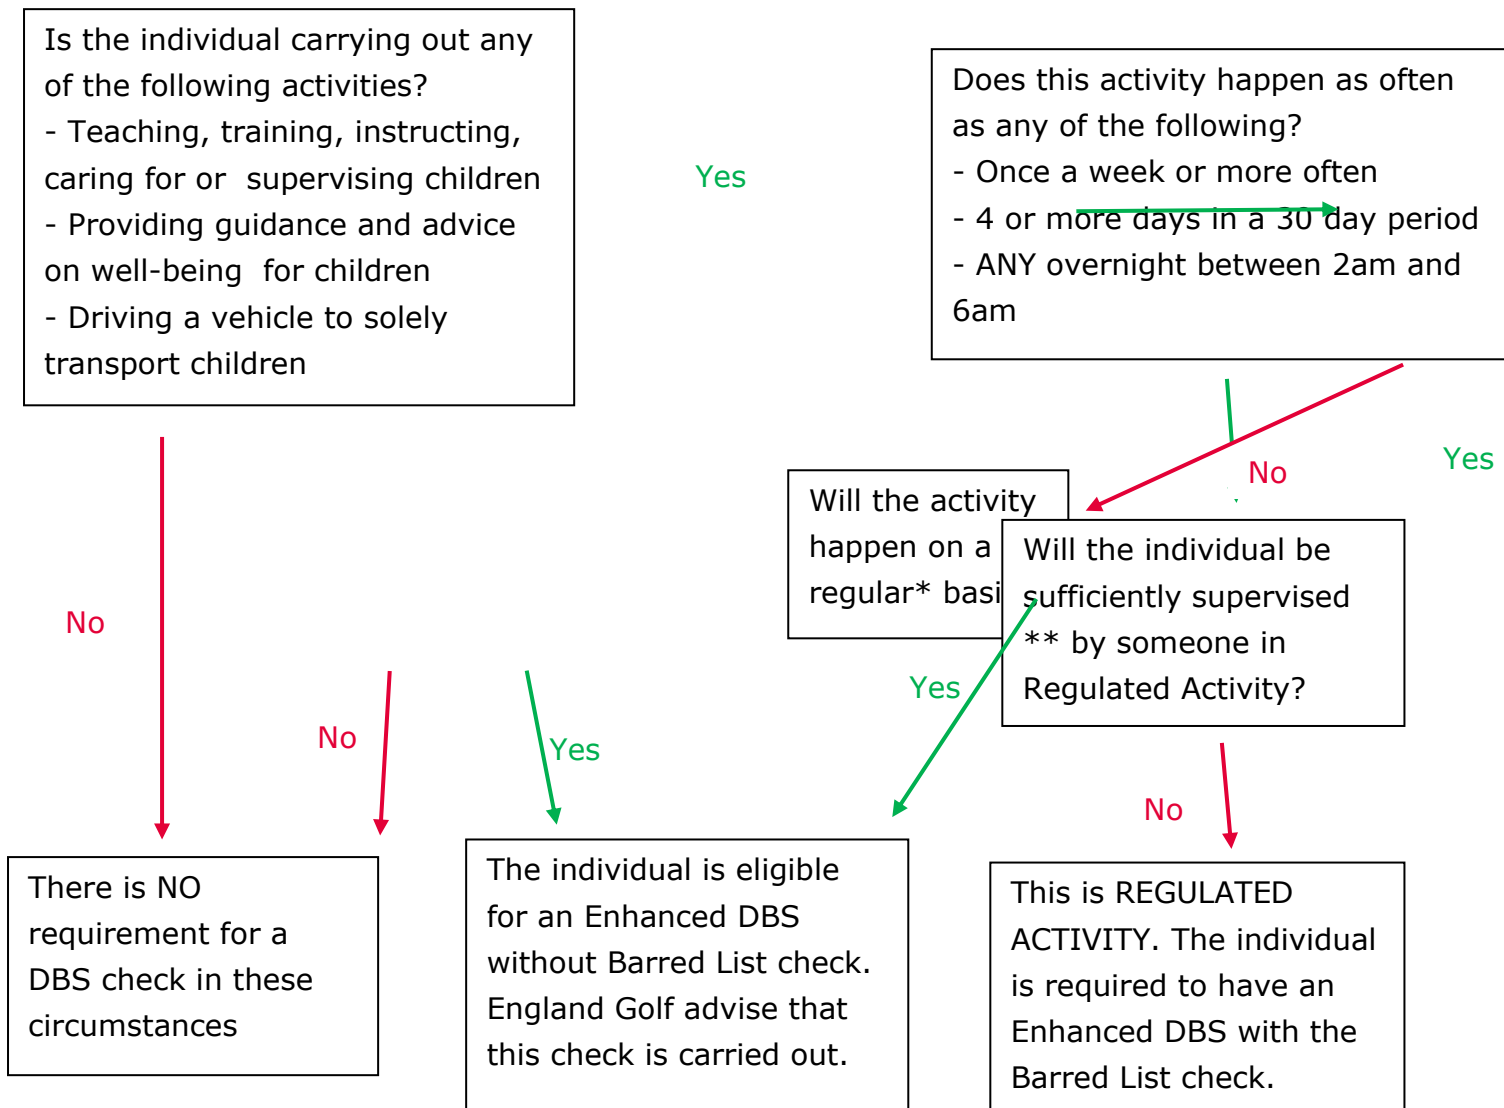 Is the individual carrying out any
of the following activities?
- Teaching, training, instructing,
caring for or  supervising children
- Providing guidance and advice
on well-being  for children
- Driving a vehicle to solely
transport children
Yes
Does this activity happen as often
as any of the following?
- Once a week or more often
- 4 or more days in a 30 day period
- ANY overnight between 2am and
6am
No
Yes
Will the activity
happen on a
regular* basi
Will the individual be
sufficiently supervised
** by someone in
Regulated Activity?
No
Yes
No
Yes
No
There is NO
requirement for a
DBS check in these
circumstances
The individual is eligible
for an Enhanced DBS
without Barred List check.
England Golf advise that
this check is carried out.
This is REGULATED
ACTIVITY. The individual
is required to have an
Enhanced DBS with the
Barred List check.